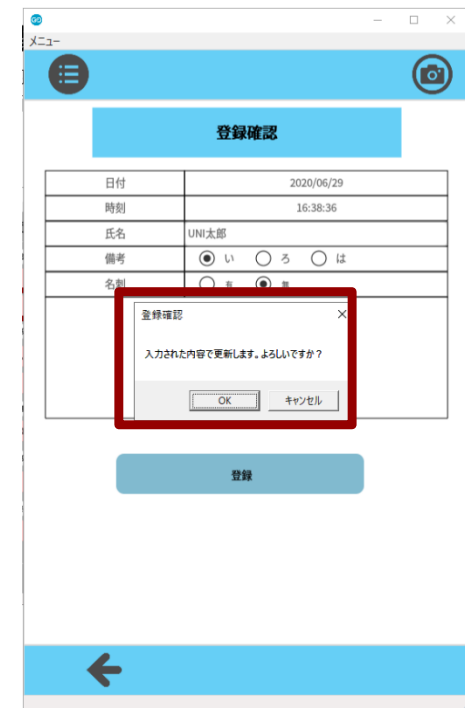 GO
メニュー
登録確認
日付 2020/06/29
時刻 16:38:36
氏名 UNI太郎
備考 い ろ は
名刺 有 無
登録確認
入力された内容で更新します。よろしいですか？
OK キャンセル
登録